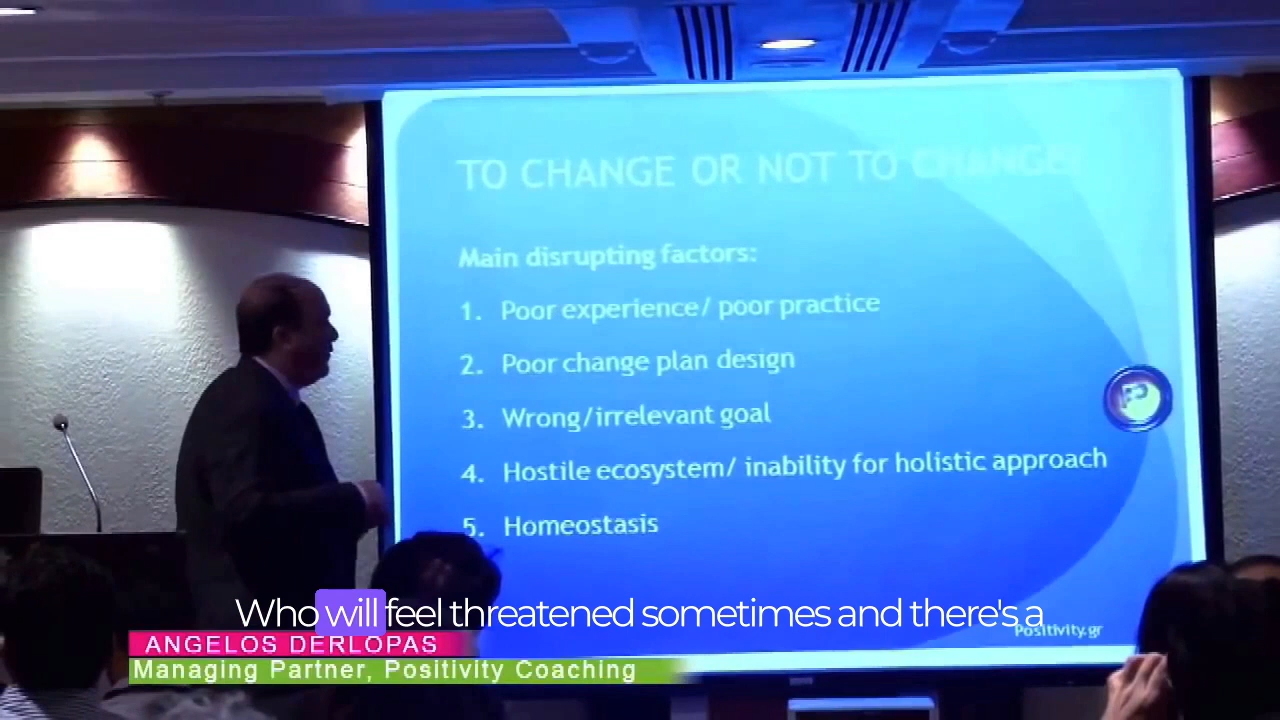 TO CHANGE OR NOT TO CHANGE?
Main disrupting factors:
1. Poor experience/ poor practice
2. Poor change plan design
3. Wrong/irrelevant goal
4. Hostile ecosystem/ inability for holistic approach
5. Homeostasis
Who will feel threatened sometimes and there's a
Positivity.gr
ANGELOS DERLOPAS
Managing Partner, Positivity Coaching